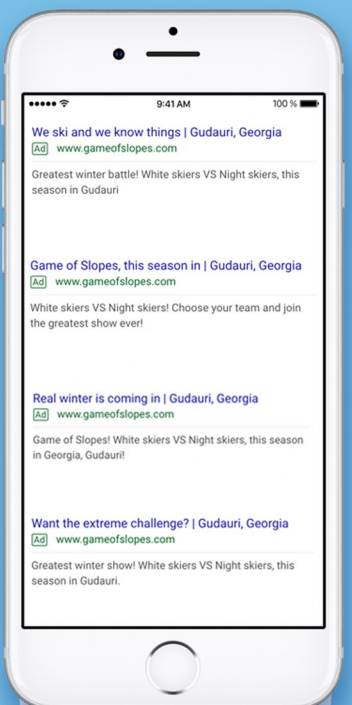 9:41 AM
100 %
We ski and we know things | Gudauri, Georgia
Ad www.gameofslopes.com
Greatest winter battle! White skiers VS Night skiers, this
season in Gudauri
Game of Slopes, this season in | Gudauri, Georgia
Ad www.gameofslopes.com
White skiers VS Night skiers! Choose your team and join
the greatest show ever!
Real winter is coming in | Gudauri, Georgia
Ad www.gameofslopes.com
Game of Slopes! White skiers VS Night skiers, this season
in Georgia, Gudauri!
Want the extreme challenge? | Gudauri, Georgia
Ad www.gameofslopes.com
Greatest winter show! White skiers VS Night skiers, this
season in Gudauri.